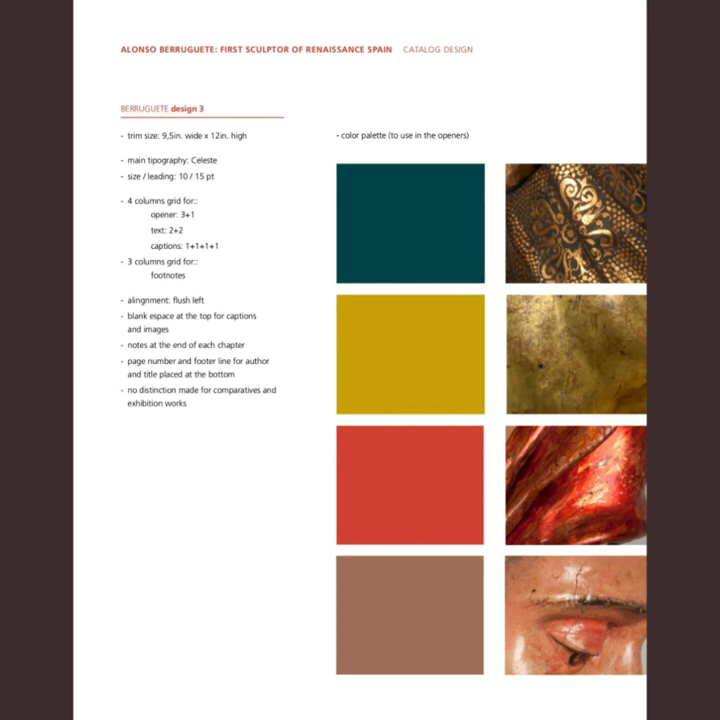 ALONSO BERRUGUETE: FIRST SCULPTOR OF RENAISSANCE SPAIN CATALOG DESIGN
BERRUGUETE design 3
- trim size: 9,5in. wide x 12in. high
- main tipography: Celeste
- size / leading: 10 / 15 pt
- 4 columns grid for::
opener: 3+1
text: 2+2
captions: 1+1+1+1
- 3 columns grid for::
footnotes
- alingnment: flush left
- blank espace at the top for captions
and images
- notes at the end of each chapter
- page number and footer line for author
and title placed at the bottom
- no distinction made for comparatives and
exhibition works
- color palette (to use in the openers)